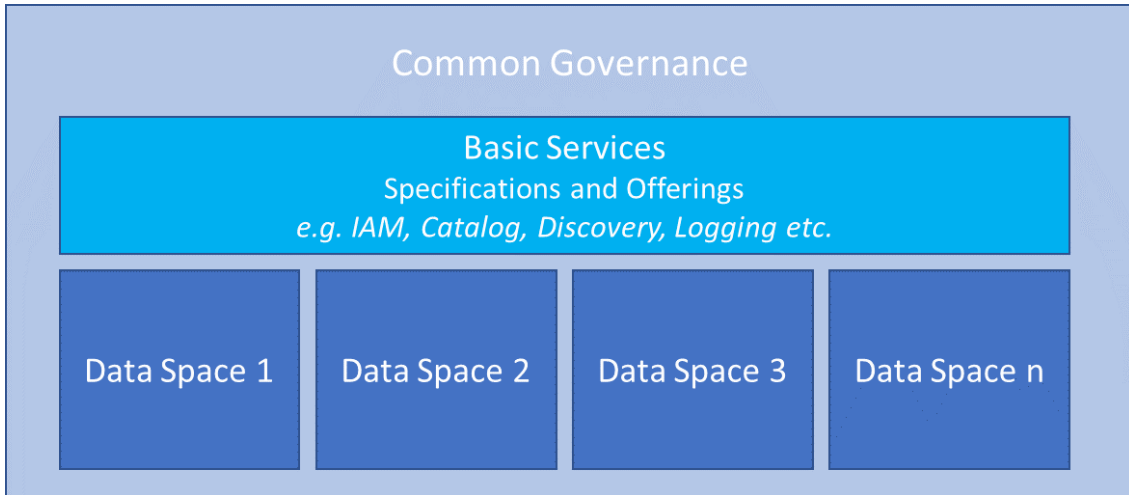 Common Governance
Basic Services
Specifications and Offerings
e.g. IAM, Catalog, Discovery, Logging etc.
Data Space 1
Data Space 2
Data Space 3
Data Space n